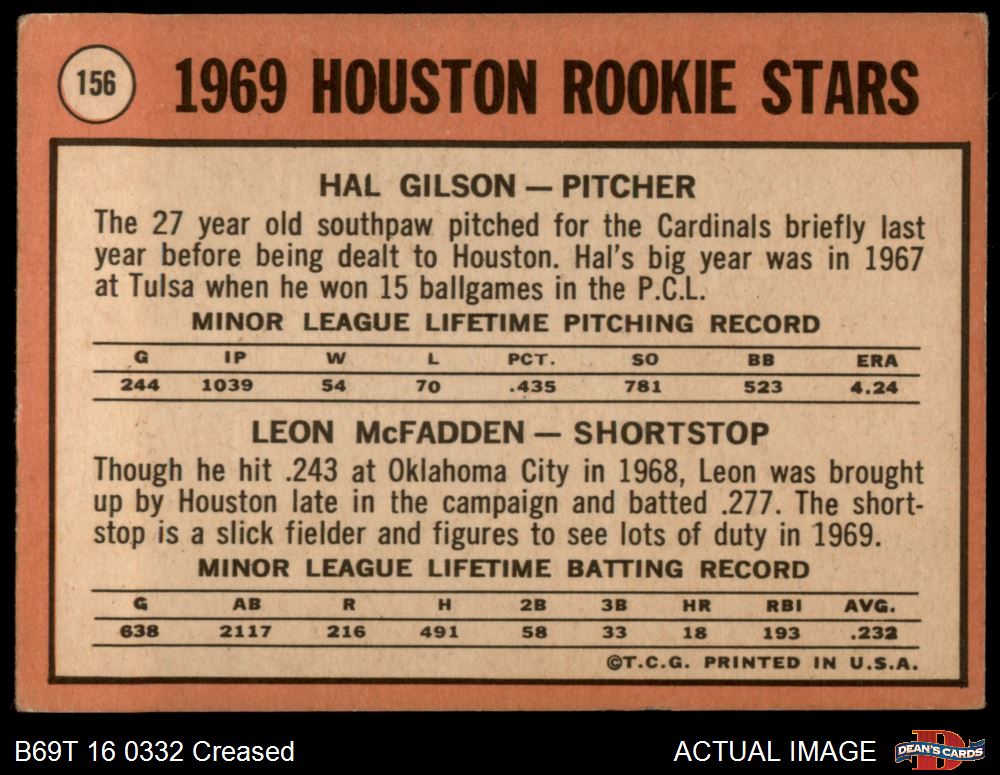 156
1969 HOUSTON ROOKIE STARS
HAL GILSON — PITCHER
The 27 year old southpaw pitched for the Cardinals briefly last
year before being dealt to Houston. Hal's big year was in 1967
at Tulsa when he won 15 ballgames in the P.C.L.
MINOR LEAGUE LIFETIME PITCHING RECORD
G IP W L PCT. SO BB ERA
244 1039 54 70 .435 781 523 4.24
LEON McFADDEN — SHORTSTOP
Though he hit .243 at Oklahoma City in 1968, Leon was brought
up by Houston late in the campaign and batted .277. The short-
stop is a slick fielder and figures to see lots of duty in 1969.
MINOR LEAGUE LIFETIME BATTING RECORD
G AB R H 2B 3B HR RBI AVG.
638 2117 216 491 58 33 18 193 .232
©T.C.G. PRINTED IN U.S.A.
B69T 16 0332 Creased
ACTUAL IMAGE
DEAN'S CARDS